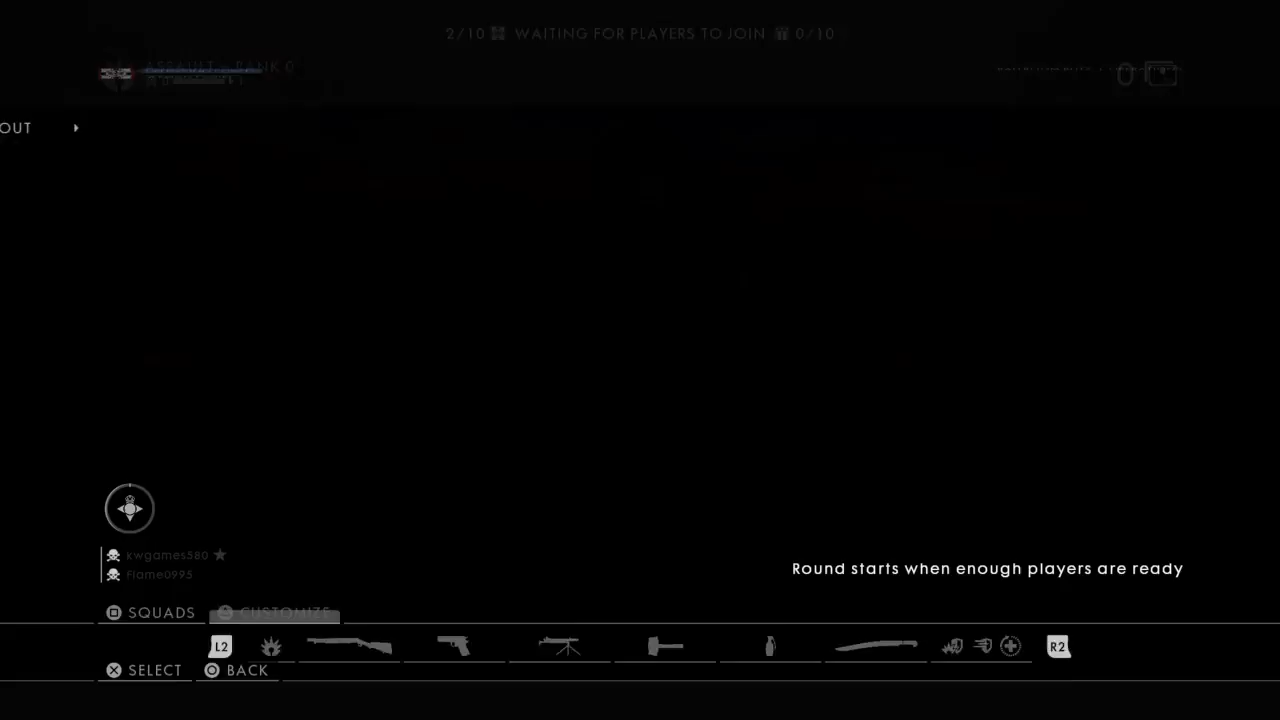 2/10 WAITING FOR PLAYERS TO JOIN 0/10
ASSAULT - RANK 0
0
OUT
kwgames580
Flame0995
Round starts when enough players are ready
SQUADS CUSTOMIZE
L2 R2
SELECT BACK